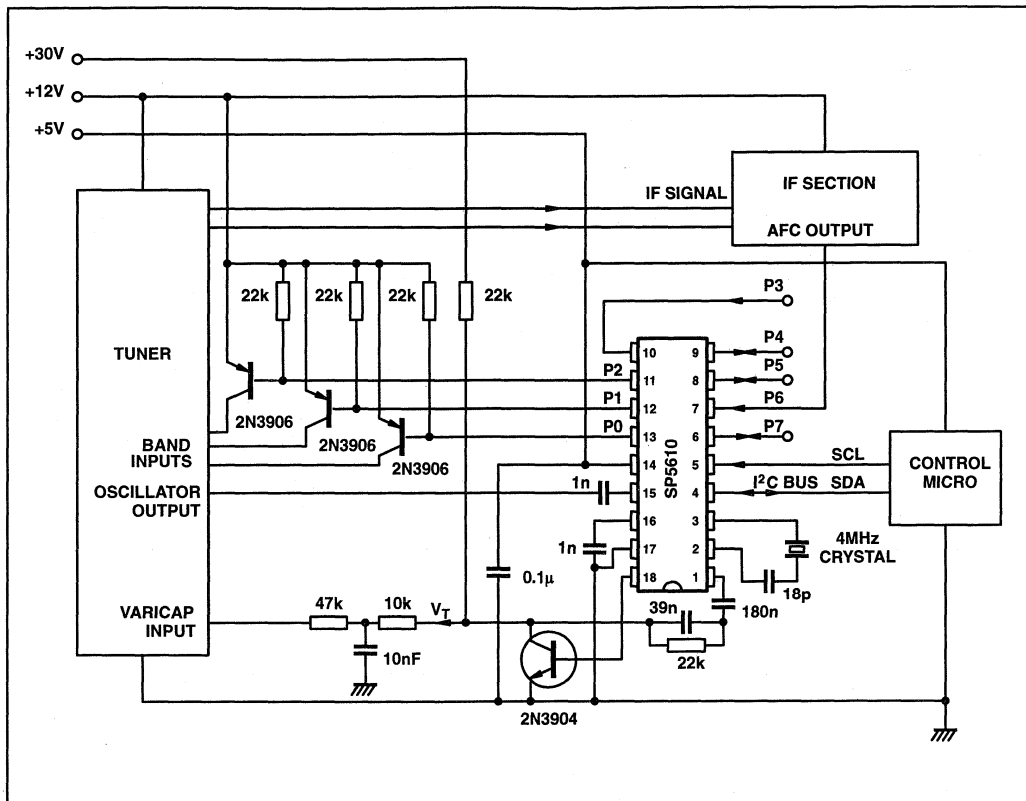 +30V
+12V
+5V
IF SECTION
IF SIGNAL
AFC OUTPUT
22k
22k
22k
22k
P3
TUNER
10
9
P4
P2
11
8
P5
P1
12
7
P6
2N3906
2N3906
2N3906
P0
13
6
P7
BAND
INPUTS
14
5
SCL
CONTROL
MICRO
OSCILLATOR
OUTPUT
1n
15
SP5610
4
I²C BUS SDA
16
3
4MHz
CRYSTAL
1n
17
2
0.1µ
18
1
18p
39n
180n
VARICAP
INPUT
47k
10k
VT
10nF
22k
2N3904